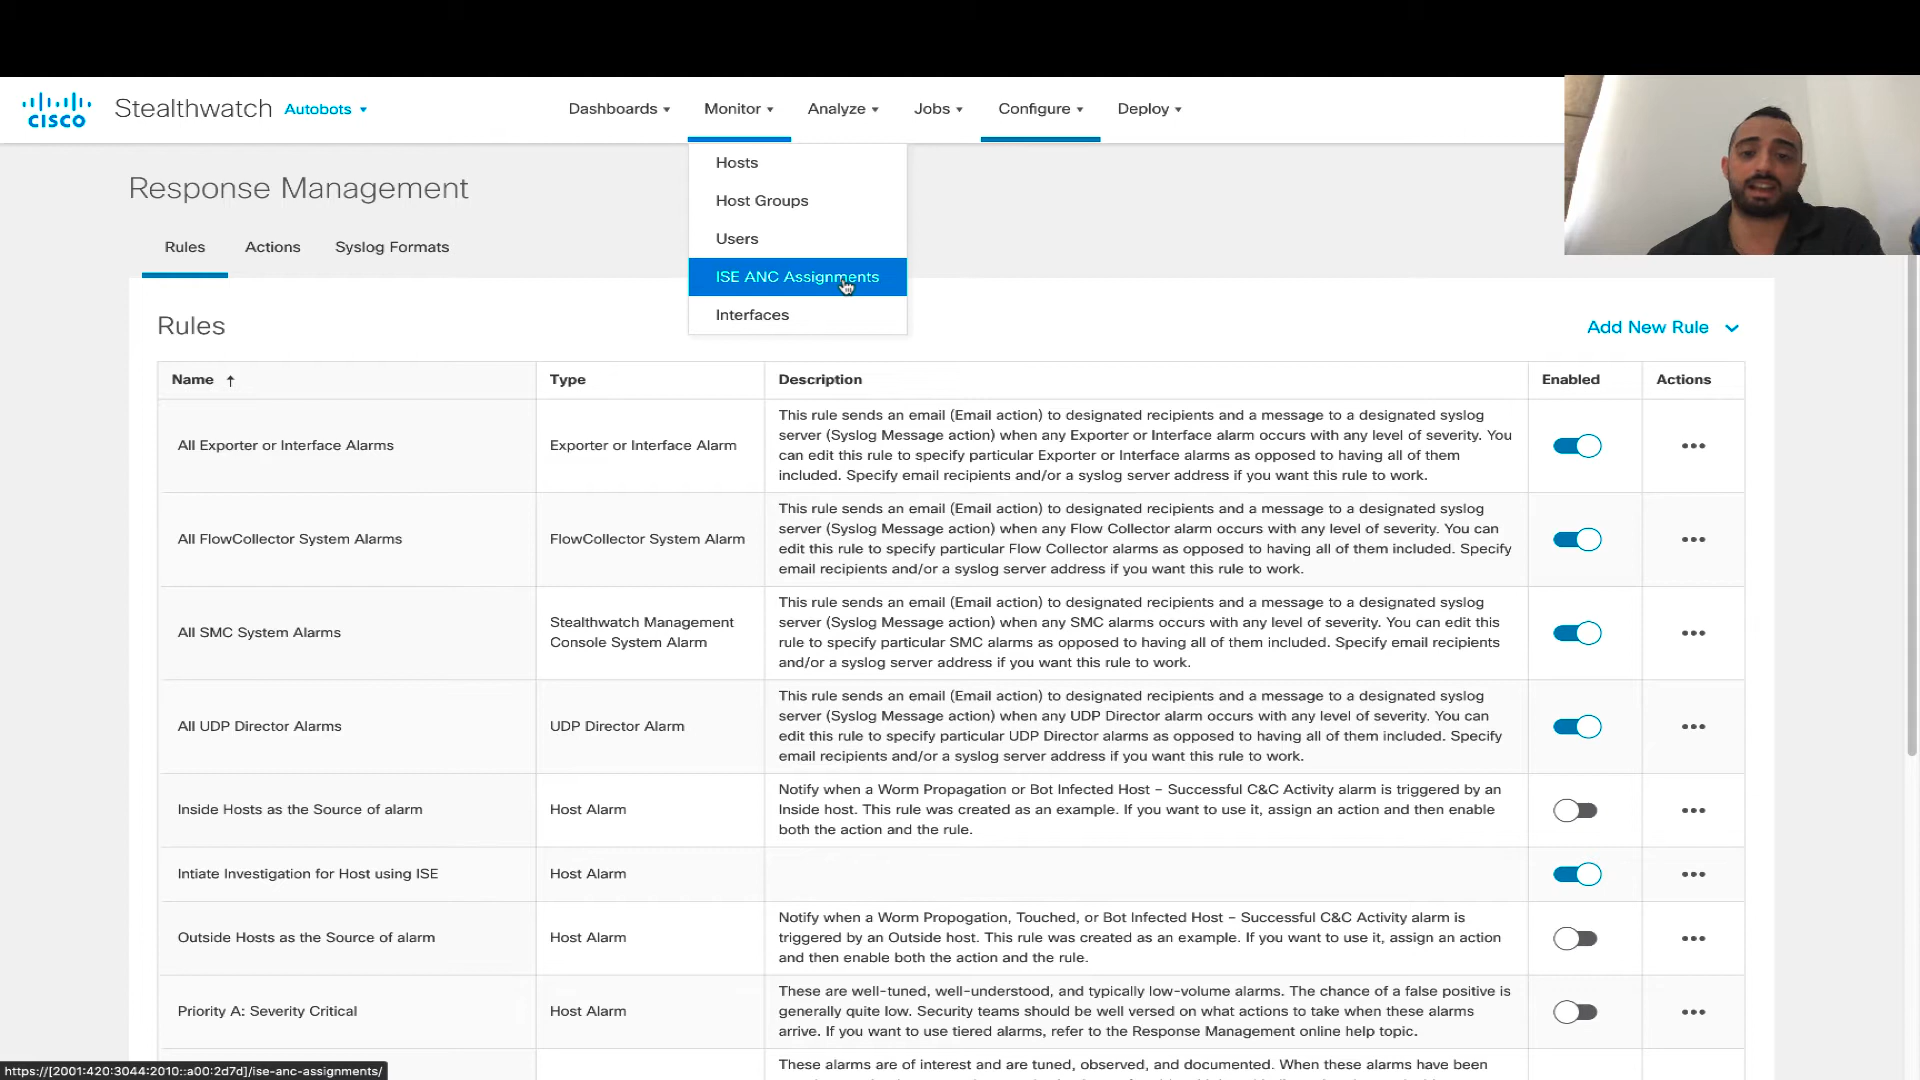 CISCO
Stealthwatch Autobots
Dashboards Monitor Analyze Jobs Configure Deploy
Hosts
Host Groups
Users
ISE ANC Assignments
Interfaces
Response Management
Rules Actions Syslog Formats
Rules
Add New Rule
Name Type Description Enabled Actions
All Exporter or Interface Alarms
Exporter or Interface Alarm
This rule sends an email (Email action) to designated recipients and a message to a designated syslog
server (Syslog Message action) when any Exporter or Interface alarm occurs with any level of severity. You
can edit this rule to specify particular Exporter or Interface alarms as opposed to having all of them
included. Specify email recipients and/or a syslog server address if you want this rule to work.
All FlowCollector System Alarms
FlowCollector System Alarm
This rule sends an email (Email action) to designated recipients and a message to a designated syslog
server (Syslog Message action) when any Flow Collector alarm occurs with any level of severity. You can
edit this rule to specify particular Flow Collector alarms as opposed to having all of them included. Specify
email recipients and/or a syslog server address if you want this rule to work.
All SMC System Alarms
Stealthwatch Management
Console System Alarm
This rule sends an email (Email action) to designated recipients and a message to a designated syslog
server (Syslog Message action) when any SMC alarms occurs with any level of severity. You can edit this
rule to specify particular SMC alarms as opposed to having all of them included. Specify email recipients
and/or a syslog server address if you want this rule to work.
All UDP Director Alarms
UDP Director Alarm
This rule sends an email (Email action) to designated recipients and a message to a designated syslog
server (Syslog Message action) when any UDP Director alarm occurs with any level of severity. You can
edit this rule to specify particular UDP Director alarms as opposed to having all of them included. Specify
email recipients and/or a syslog server address if you want this rule to work.
Inside Hosts as the Source of alarm
Host Alarm
Notify when a Worm Propagation or Bot Infected Host – Successful C&C Activity alarm is triggered by an
Inside host. This rule was created as an example. If you want to use it, assign an action and then enable
both the action and the rule.
Intiate Investigation for Host using ISE
Host Alarm
Outside Hosts as the Source of alarm
Host Alarm
Notify when a Worm Propogation, Touched, or Bot Infected Host – Successful C&C Activity alarm is
triggered by an Outside host. This rule was created as an example. If you want to use it, assign an action
and then enable both the action and the rule.
Priority A: Severity Critical
Host Alarm
These are well-tuned, well-understood, and typically low-volume alarms. The chance of a false positive is
generally quite low. Security teams should be well versed on what actions to take when these alarms
arrive. If you want to use tiered alarms, refer to the Response Management online help topic.
These alarms are of interest and are tuned, observed, and documented. When these alarms have been
https://[2001:420:3044:2010::a00:2d7d]/ise-anc-assignments/